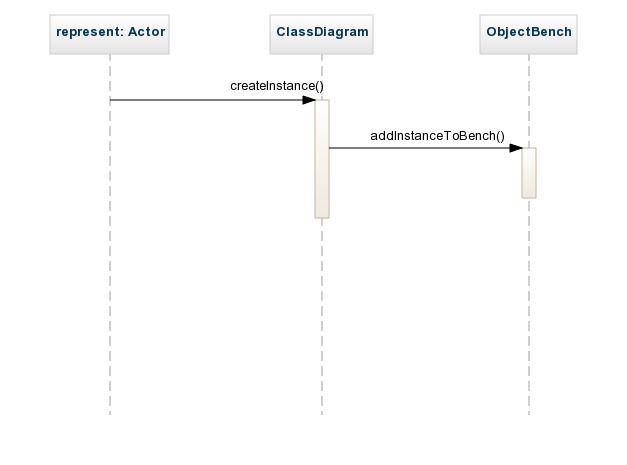 represent: Actor
ClassDiagram
ObjectBench
createInstance()
addInstanceToBench()